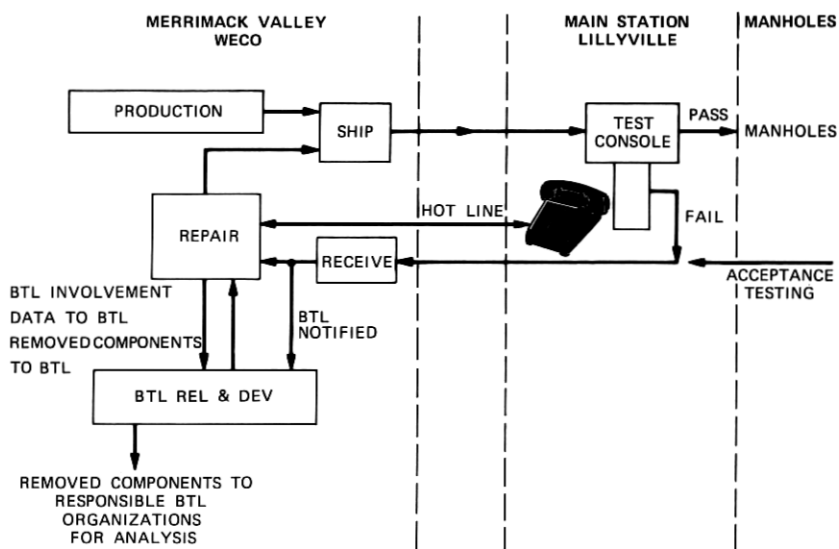 MERRIMACK VALLEY
WECO
MAIN STATION
LILLYVILLE
MANHOLES
PRODUCTION
SHIP
TEST
CONSOLE
PASS
MANHOLES
REPAIR
HOT LINE
FAIL
RECEIVE
ACCEPTANCE
TESTING
BTL INVOLVEMENT
DATA TO BTL
REMOVED COMPONENTS
TO BTL
BTL
NOTIFIED
BTL REL & DEV
REMOVED COMPONENTS TO
RESPONSIBLE BTL
ORGANIZATIONS
FOR ANALYSIS